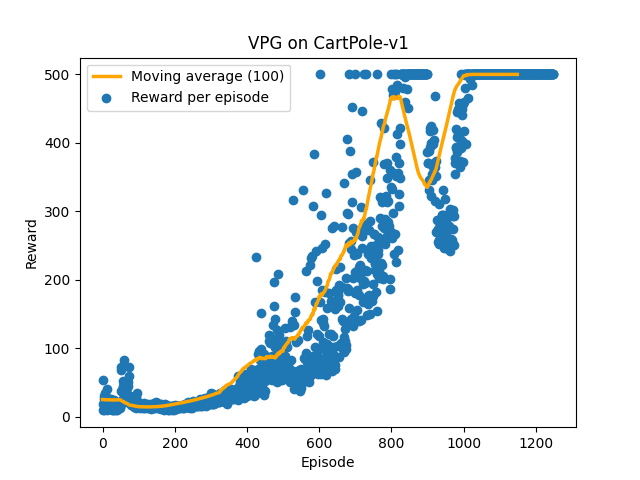 VPG on CartPole-v1
Moving average (100)
Reward per episode
Reward
500
400
300
200
100
0
0 200 400 600 800 1000 1200
Episode